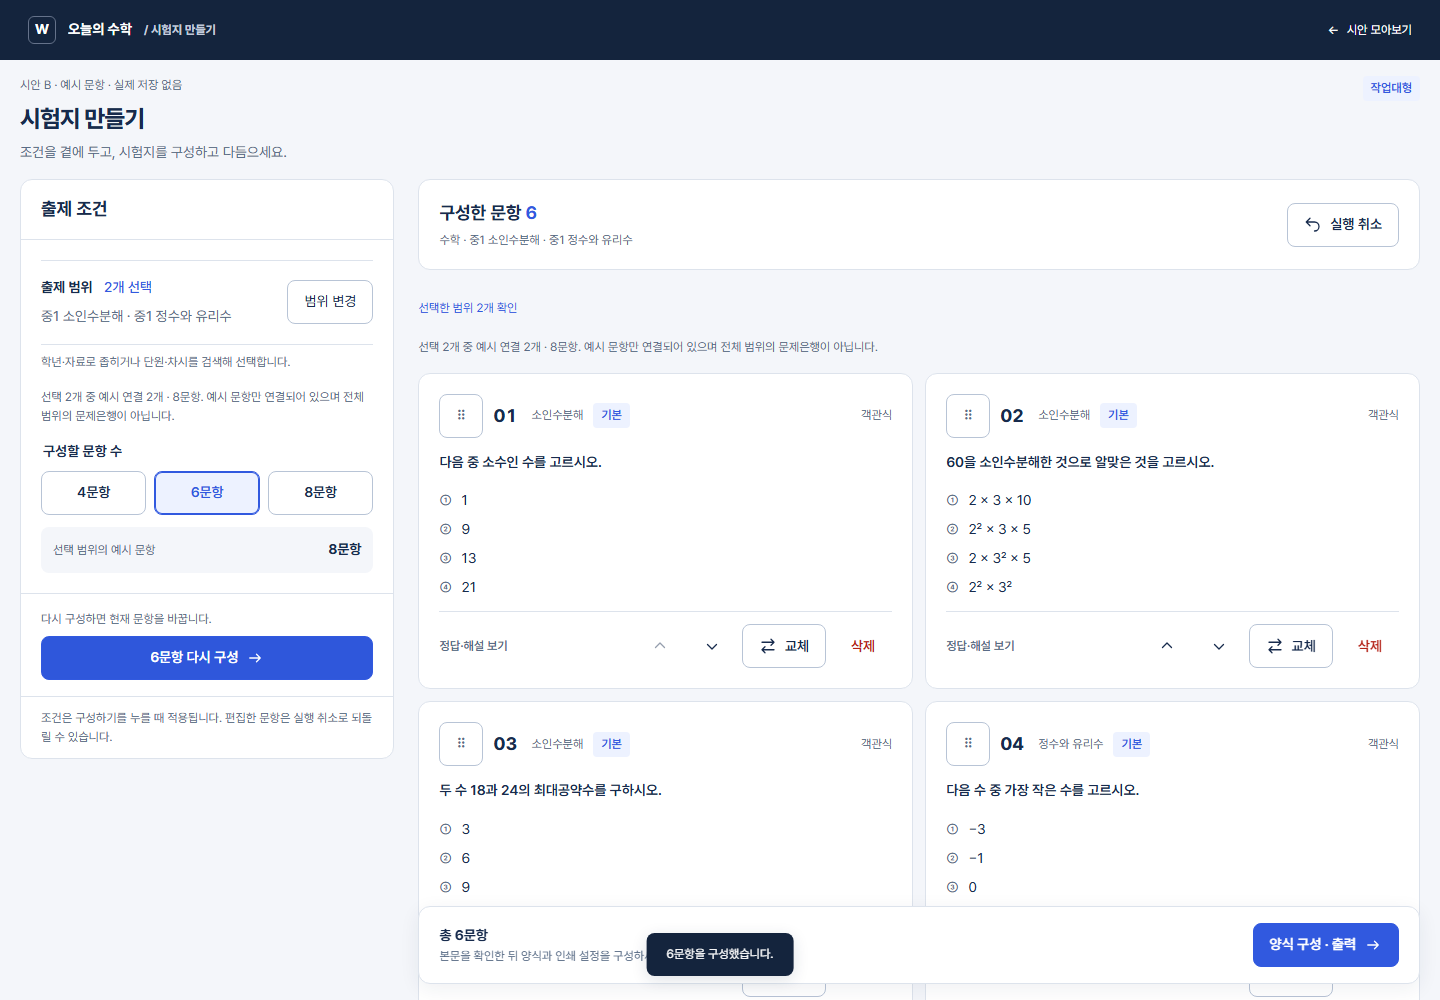 W 오늘의 수학 / 시험지 만들기
← 시안 모아보기
시안 B · 예시 문항 · 실제 저장 없음
작업대형
시험지 만들기
조건을 곁에 두고, 시험지를 구성하고 다듬으세요.
출제 조건
출제 범위 2개 선택
중1 소인수분해 · 중1 정수와 유리수
범위 변경
학년·자료로 좁히거나 단원·차시를 검색해 선택합니다.
선택 2개 중 예시 연결 2개 · 8문항. 예시 문항만 연결되어 있으며 전체
범위의 문제은행이 아닙니다.
구성할 문항 수
4문항 6문항 8문항
선택 범위의 예시 문항 8문항
다시 구성하면 현재 문항을 바꿉니다.
6문항 다시 구성 →
조건은 구성하기를 누를 때 적용됩니다. 편집한 문항은 실행 취소로 되돌
릴 수 있습니다.
구성한 문항 6
수학 · 중1 소인수분해 · 중1 정수와 유리수
실행 취소
선택한 범위 2개 확인
선택 2개 중 예시 연결 2개 · 8문항. 예시 문항만 연결되어 있으며 전체 범위의 문제은행이 아닙니다.
01 소인수분해 기본 객관식
다음 중 소수인 수를 고르시오.
① 1
② 9
③ 13
④ 21
정답·해설 보기 교체 삭제
02 소인수분해 기본 객관식
60을 소인수분해한 것으로 알맞은 것을 고르시오.
① 2 × 3 × 10
② 2² × 3 × 5
③ 2 × 3² × 5
④ 2² × 3²
정답·해설 보기 교체 삭제
03 소인수분해 기본 객관식
두 수 18과 24의 최대공약수를 구하시오.
① 3
② 6
③ 9
04 정수와 유리수 기본 객관식
다음 수 중 가장 작은 수를 고르시오.
① −3
② −1
③ 0
총 6문항
본문을 확인한 뒤 양식과 인쇄 설정을 구성하
6문항을 구성했습니다.
양식 구성 · 출력 →